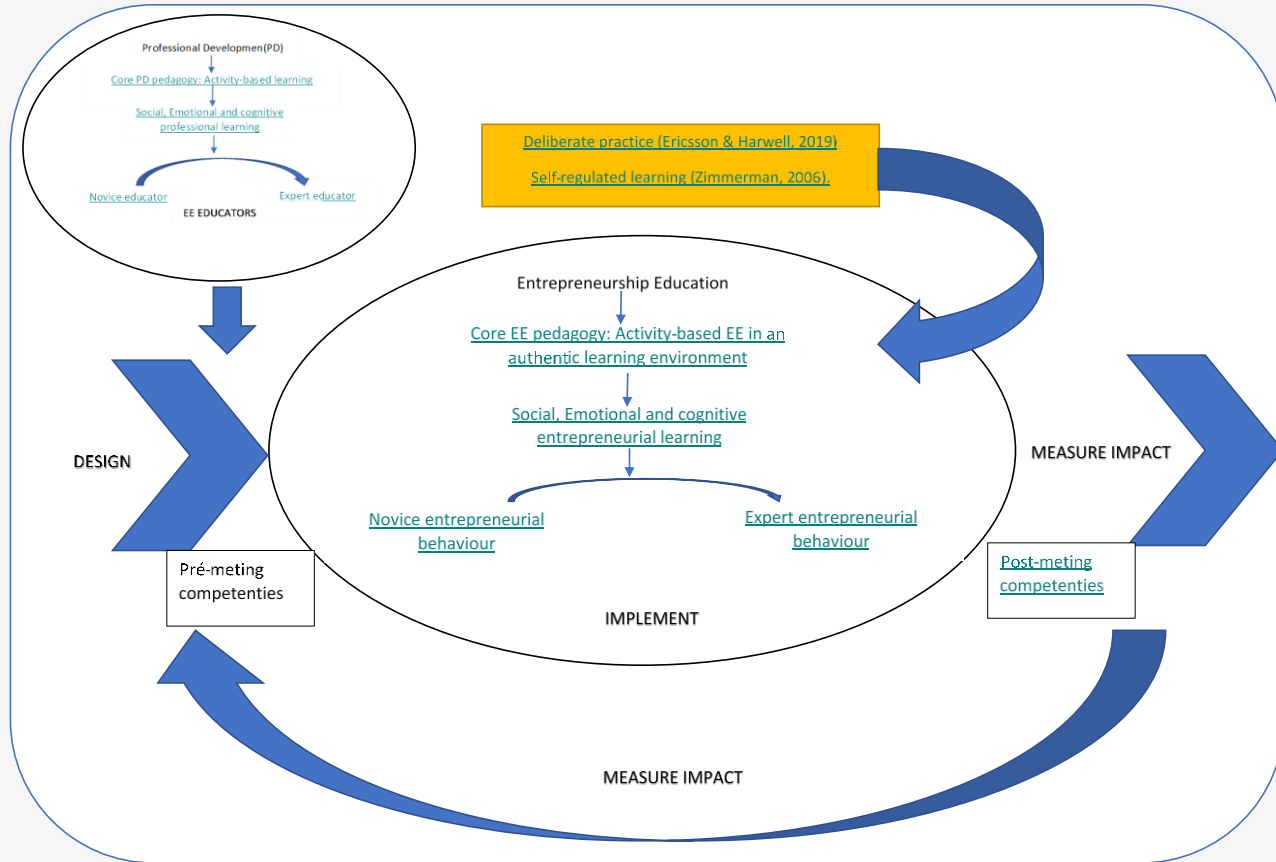 Professional Developmen(PD)
Core PD pedagogy: Activity-based learning
Social, Emotional and cognitive
professional learning
Novice educator
Expert educator
EE EDUCATORS
Deliberate practice (Ericsson & Harwell, 2019)
Self-regulated learning (Zimmerman, 2006).
Entrepreneurship Education
Core EE pedagogy: Activity-based EE in an
authentic learning environment
Social, Emotional and cognitive
entrepreneurial learning
Novice entrepreneurial
behaviour
Expert entrepreneurial
behaviour
IMPLEMENT
DESIGN
Pré-meting
competenties
MEASURE IMPACT
Post-meting
competenties
MEASURE IMPACT